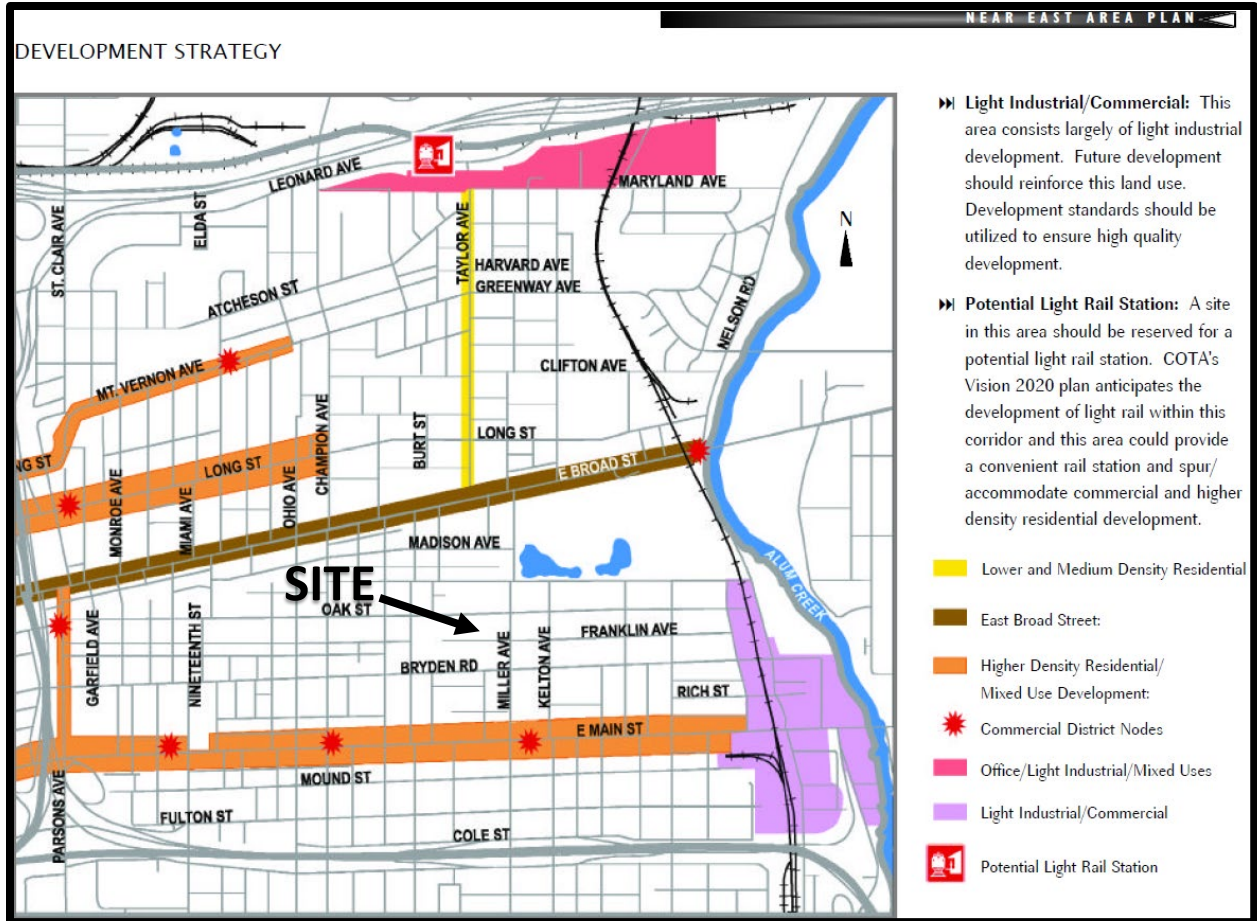 NEAR EAST AREA PLAN
DEVELOPMENT STRATEGY
LEONARD AVE
MARYLAND AVE
ST. CLAIR AVE
ELDA ST
TAYLOR AVE
HARVARD AVE
GREENWAY AVE
ATCHESON ST
N
NELSON RD
MT. VERNON AVE
CLIFTON AVE
CHAMPION AVE
BURT ST
LONG ST
NG ST
LONG ST
E BROAD ST
MONROE AVE
MIAMI AVE
OHIO AVE
MADISON AVE
ALUM CREEK
SITE
OAK ST
GARFIELD AVE
NINETEENTH ST
FRANKLIN AVE
MILLER AVE
KELTON AVE
BRYDEN RD
RICH ST
E MAIN ST
MOUND ST
PARSONS AVE
FULTON ST
COLE ST
Light Industrial/Commercial: This
area consists largely of light industrial
development. Future development
should reinforce this land use.
Development standards should be
utilized to ensure high quality
development.
Potential Light Rail Station: A site
in this area should be reserved for a
potential light rail station. COTA's
Vision 2020 plan anticipates the
development of light rail within this
corridor and this area could provide
a convenient rail station and spur/
accommodate commercial and higher
density residential development.
Lower and Medium Density Residential
East Broad Street:
Higher Density Residential/
Mixed Use Development:
Commercial District Nodes
Office/Light Industrial/Mixed Uses
Light Industrial/Commercial
Potential Light Rail Station